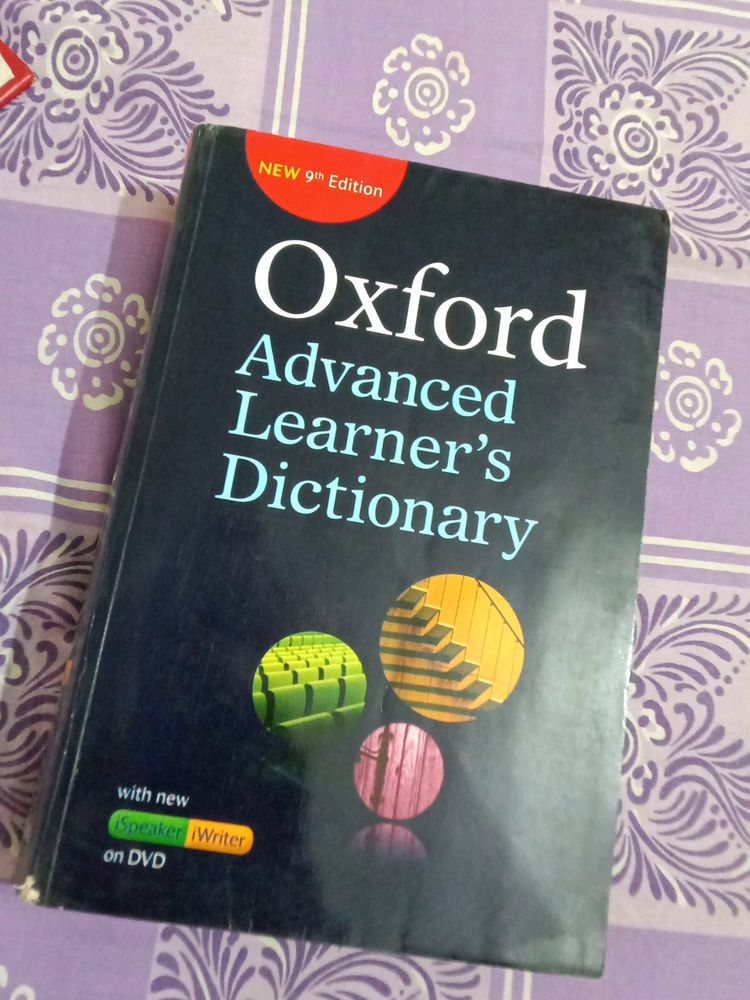 NEW 9th Edition
Oxford
Advanced
Learner's
Dictionary
with new
iSpeaker iWriter
on DVD